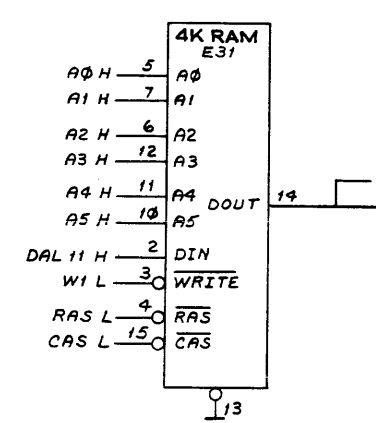 4K RAM
E31
AØ H 5 AØ
A1 H 7 A1
A2 H 6 A2
A3 H 12 A3
A4 H 11 A4
DOUT 14
A5 H 1Ø A5
DAL 11 H 2 DIN
W1 L 3 WRITE
RAS L 4 RAS
CAS L 15 CAS
13